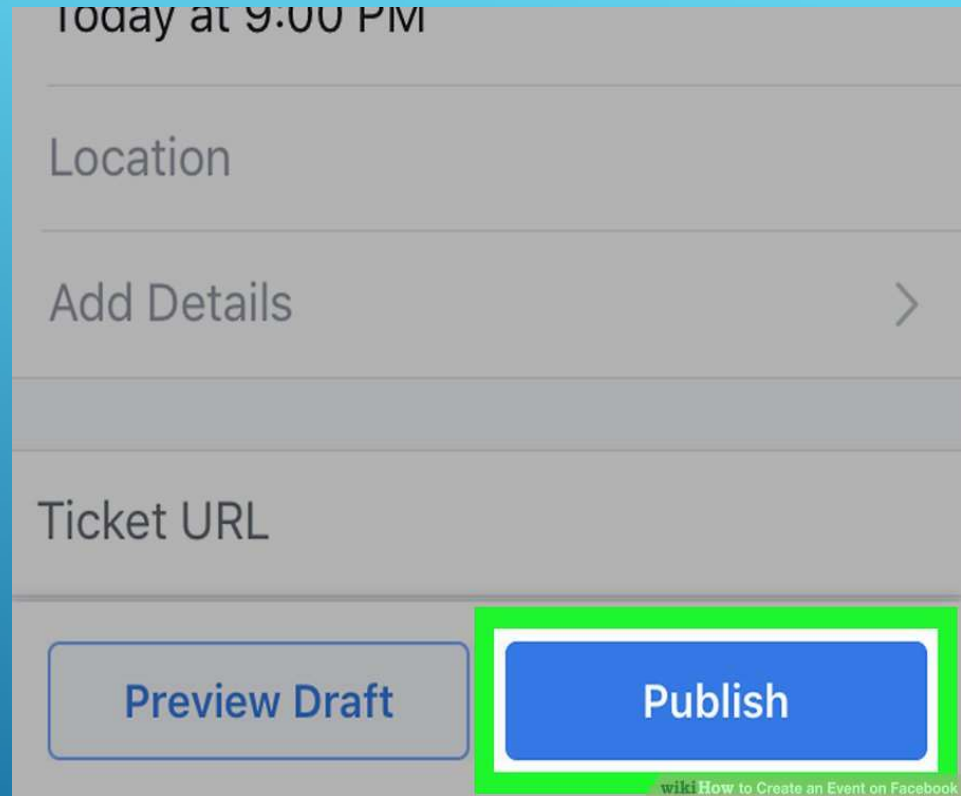 Today at 9:00 PM
Location
Add Details
Ticket URL
Preview Draft
Publish
wikiHow to Create an Event on Facebook